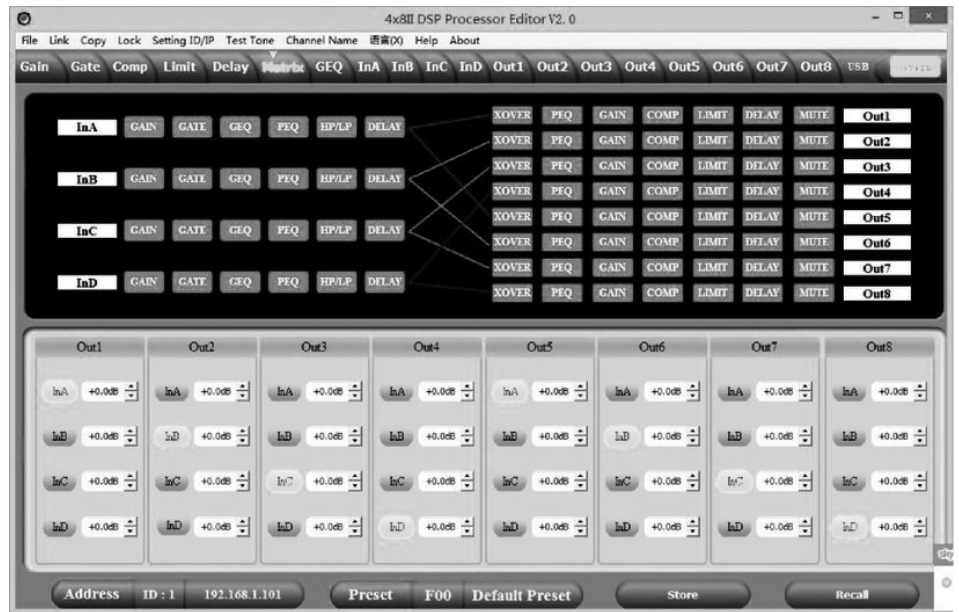 4x8II DSP Processor Editor V2. 0
File Link Copy Lock Setting ID/IP Test Tone Channel Name 语言(X) Help About
Gain Gate Comp Limit Delay Matrix GEQ InA InB InC InD Out1 Out2 Out3 Out4 Out5 Out6 Out7 Out8 USB
XOVER PEQ GAIN COMP LIMIT DELAY MUTE Out1
InA GAIN GATE GEQ PEQ HP/LP DELAY
XOVER PEQ GAIN COMP LIMIT DELAY MUTE Out2
XOVER PEQ GAIN COMP LIMIT DELAY MUTE Out3
InB GAIN GATE GEQ PEQ HP/LP DELAY
XOVER PEQ GAIN COMP LIMIT DELAY MUTE Out4
XOVER PEQ GAIN COMP LIMIT DELAY MUTE Out5
InC GAIN GATE GEQ PEQ HP/LP DELAY
XOVER PEQ GAIN COMP LIMIT DELAY MUTE Out6
XOVER PEQ GAIN COMP LIMIT DELAY MUTE Out7
InD GAIN GATE GEQ PEQ HP/LP DELAY
XOVER PEQ GAIN COMP LIMIT DELAY MUTE Out8
Out1 Out2 Out3 Out4 Out5 Out6 Out7 Out8
InA +0.0dB InA +0.0dB InA +0.0dB InA +0.0dB InA +0.0dB InA +0.0dB InA +0.0dB InA +0.0dB
InB +0.0dB InB +0.0dB InB +0.0dB InB +0.0dB InB +0.0dB InB +0.0dB InB +0.0dB InB +0.0dB
InC +0.0dB InC +0.0dB InC +0.0dB InC +0.0dB InC +0.0dB InC +0.0dB InC +0.0dB InC +0.0dB
InD +0.0dB InD +0.0dB InD +0.0dB InD +0.0dB InD +0.0dB InD +0.0dB InD +0.0dB InD +0.0dB
Address ID : 1 192.168.1.101 Preset F00 Default Preset Store Recall